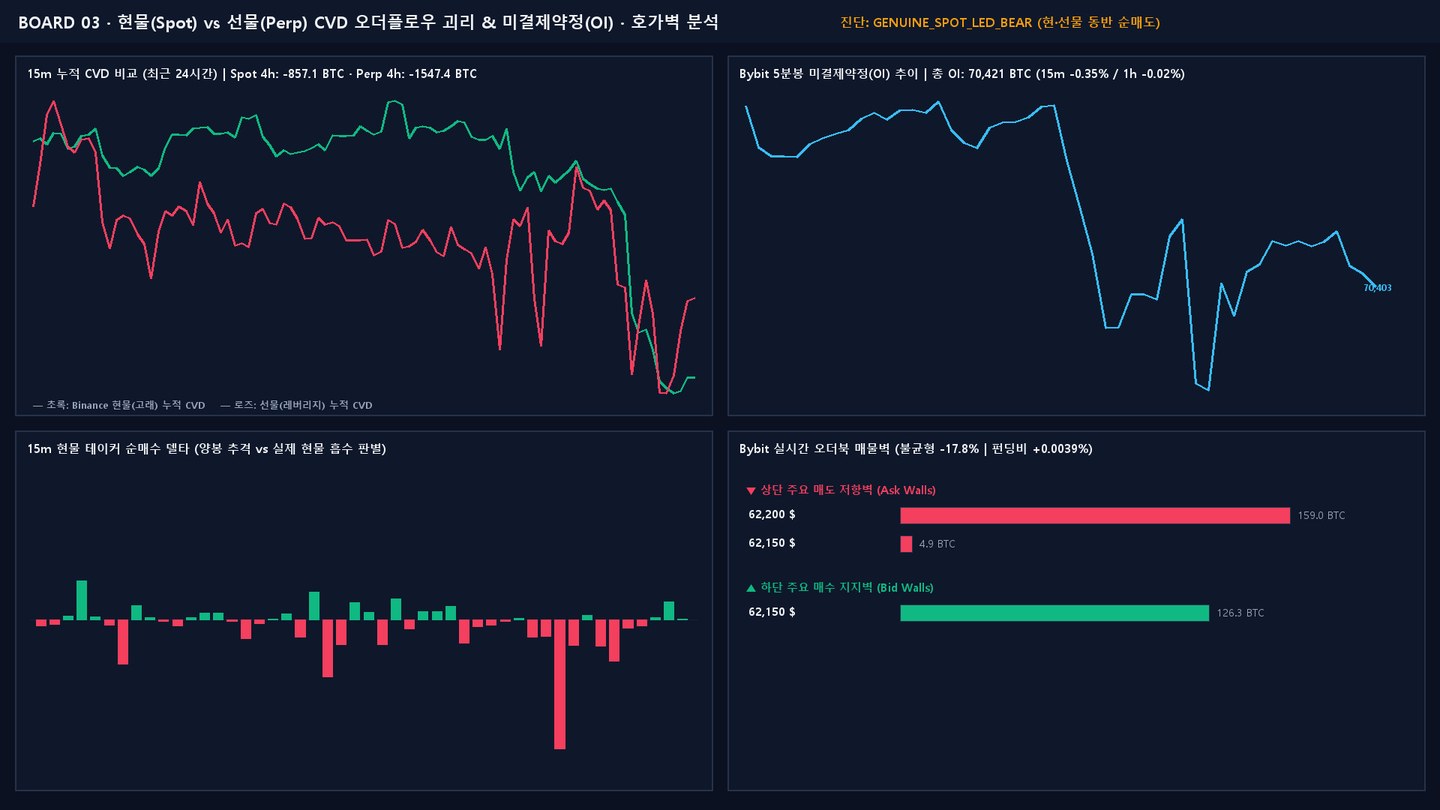 BOARD 03 · 현물(Spot) vs 선물(Perp) CVD 오더플로우 괴리 & 미결제약정(OI) · 호가벽 분석
진단: GENUINE_SPOT_LED_BEAR (현·선물 동반 순매도)
15m 누적 CVD 비교 (최근 24시간) | Spot 4h: -857.1 BTC · Perp 4h: -1547.4 BTC
— 초록: Binance 현물(고래) 누적 CVD — 로즈: 선물(레버리지) 누적 CVD
Bybit 5분봉 미결제약정(OI) 추이 | 총 OI: 70,421 BTC (15m -0.35% / 1h -0.02%)
70,403
15m 현물 테이커 순매수 델타 (양봉 추격 vs 실제 현물 흡수 판별)
Bybit 실시간 오더북 매물벽 (불균형 -17.8% | 펀딩비 +0.0039%)
▼ 상단 주요 매도 저항벽 (Ask Walls)
62,200 $ 159.0 BTC
62,150 $ 4.9 BTC
▲ 하단 주요 매수 지지벽 (Bid Walls)
62,150 $ 126.3 BTC